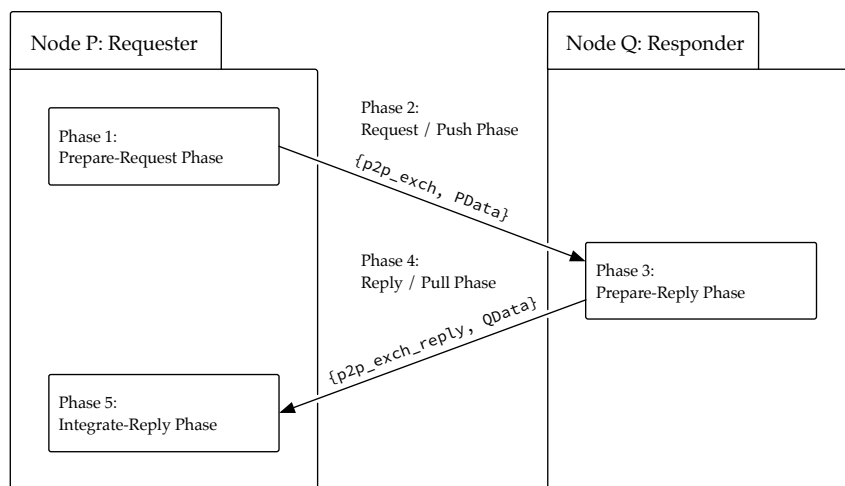 Node P: Requester
Node Q: Responder
Phase 1:
Prepare-Request Phase
Phase 2:
Request / Push Phase
{p2p_exch, PData}
Phase 3:
Prepare-Reply Phase
Phase 4:
Reply / Pull Phase
{p2p_exch_reply, QData}
Phase 5:
Integrate-Reply Phase